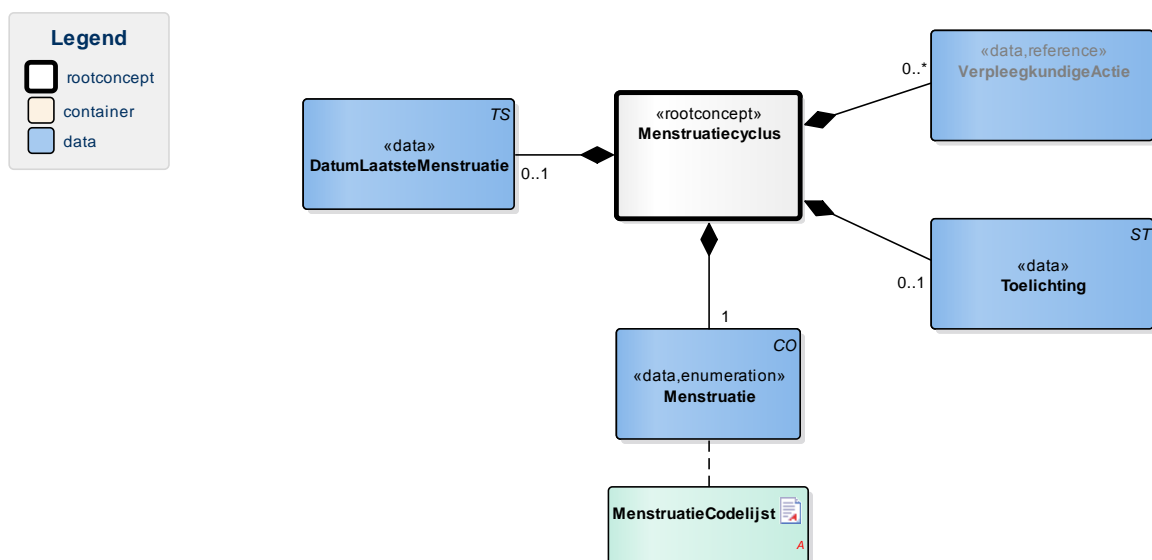 Legend
rootconcept
container
data
TS
«data»
DatumLaatsteMenstruatie
0..1
«rootconcept»
Menstruatiecyclus
0..*
«data,reference»
VerpleegkundigeActie
ST
«data»
Toelichting
0..1
1
CO
«data,enumeration»
Menstruatie
MenstruatieCodelijst
A